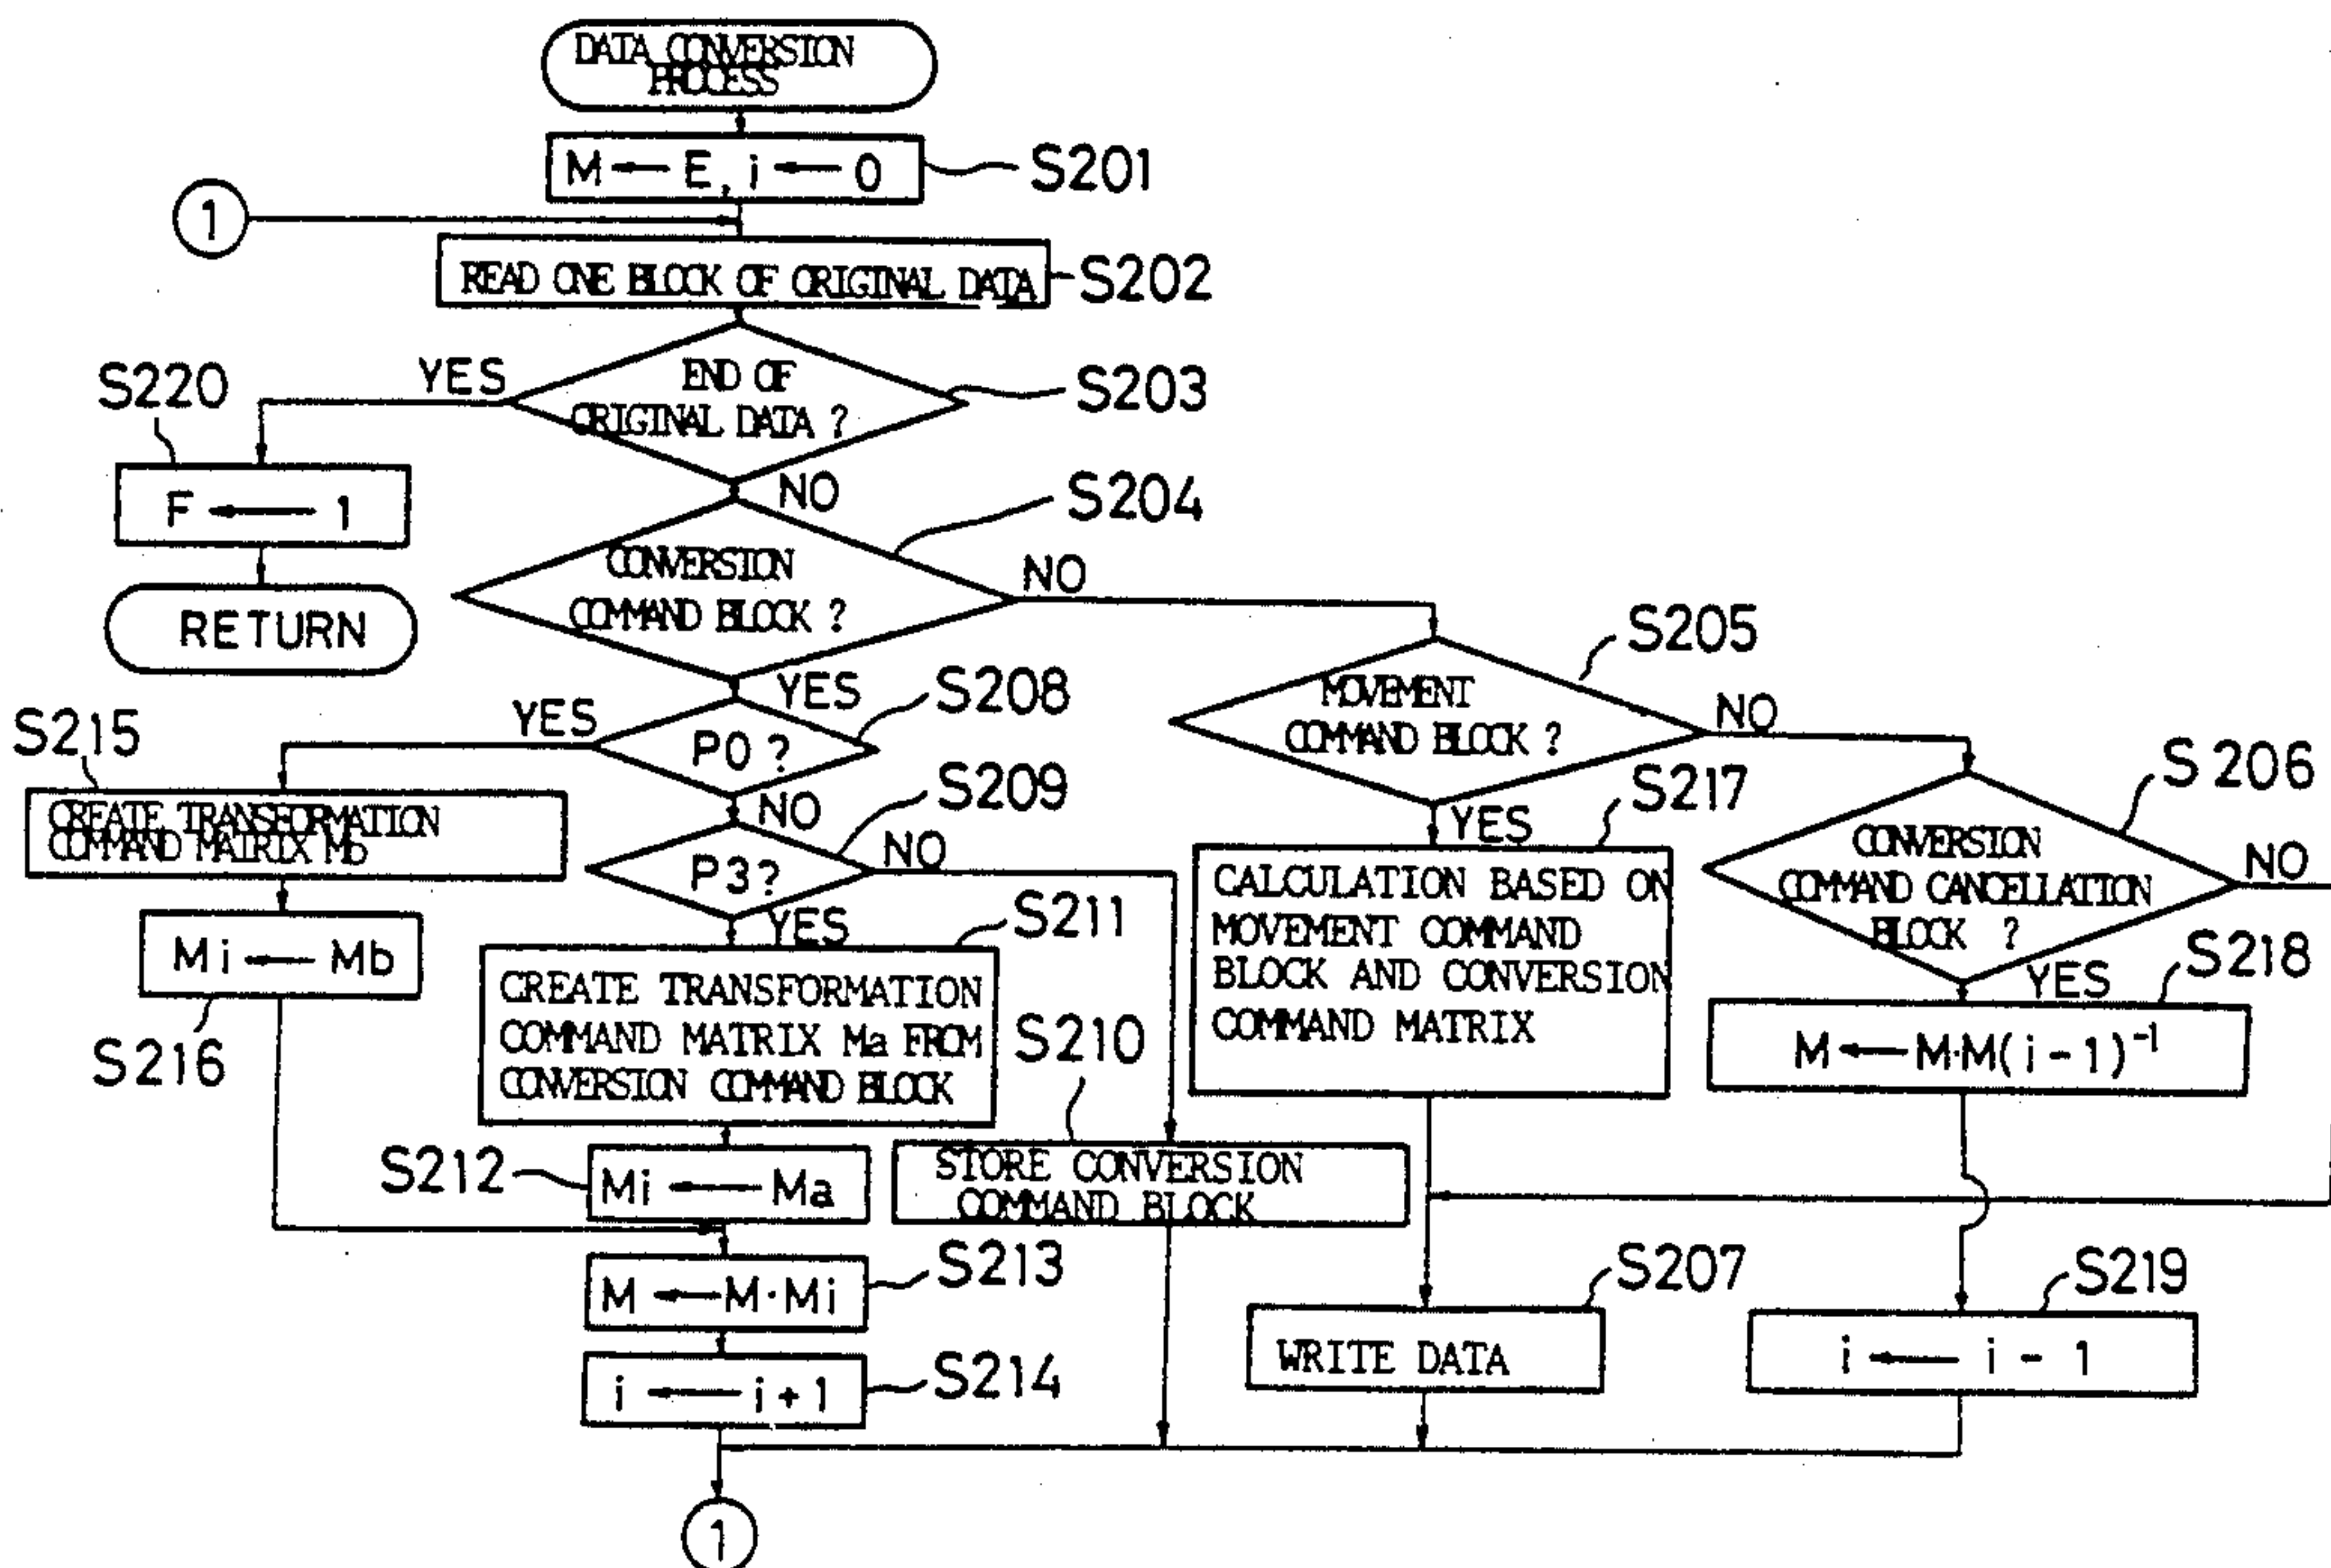 DATA CONVERSION
PROCESS
M ← E, i ← 0
S201
1
READ ONE BLOCK OF ORIGINAL DATA
S202
END OF
ORIGINAL DATA ?
S203
YES
NO
S220
F ← 1
RETURN
CONVERSION
COMMAND BLOCK ?
S204
NO
YES
MOVEMENT
COMMAND BLOCK ?
S205
NO
YES
P0 ?
S208
YES
NO
S215
CREATE TRANSFORMATION
COMMAND MATRIX Mb
Mi ← Mb
S216
P3?
S209
NO
YES
CREATE TRANSFORMATION
COMMAND MATRIX Ma FROM
CONVERSION COMMAND BLOCK
S211
S210
STORE CONVERSION
COMMAND BLOCK
S217
CALCULATION BASED ON
MOVEMENT COMMAND
BLOCK AND CONVERSION
COMMAND MATRIX
S206
CONVERSION
COMMAND CANCELLATION
BLOCK ?
NO
YES
S218
M ← M·M(i-1)⁻¹
S212
Mi ← Ma
M ← M·Mi
S213
i ← i+1
S214
WRITE DATA
S207
i ← i - 1
S219
1